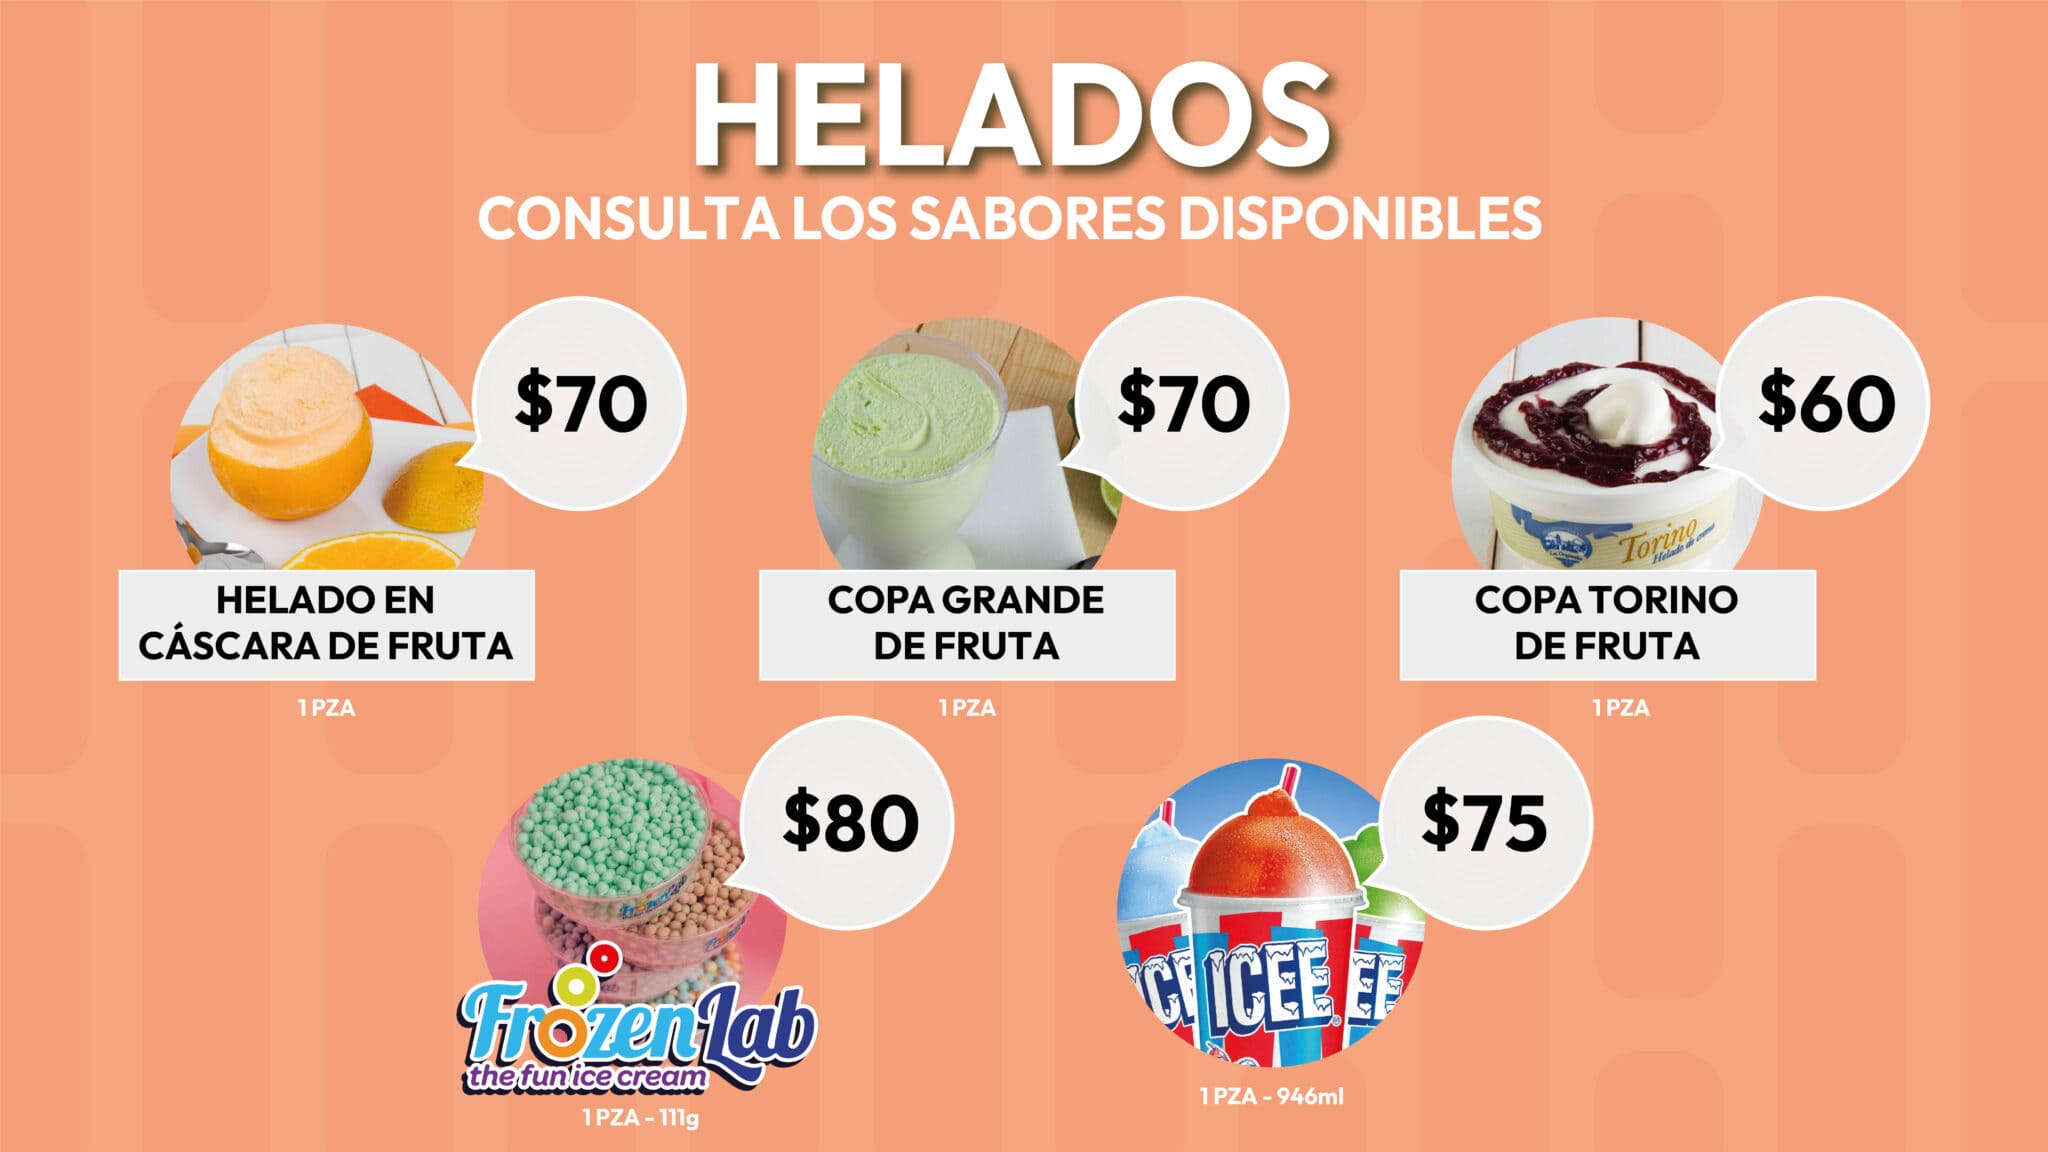 HELADOS
CONSULTA LOS SABORES DISPONIBLES
$70
$70
$60
Torino
Helado de crema
HELADO EN
CÁSCARA DE FRUTA
1 PZA
COPA GRANDE
DE FRUTA
1 PZA
COPA TORINO
DE FRUTA
1 PZA
$80
$75
FrozenLab
the fun ice cream
1 PZA - 111g
ICEE
1 PZA - 946ml